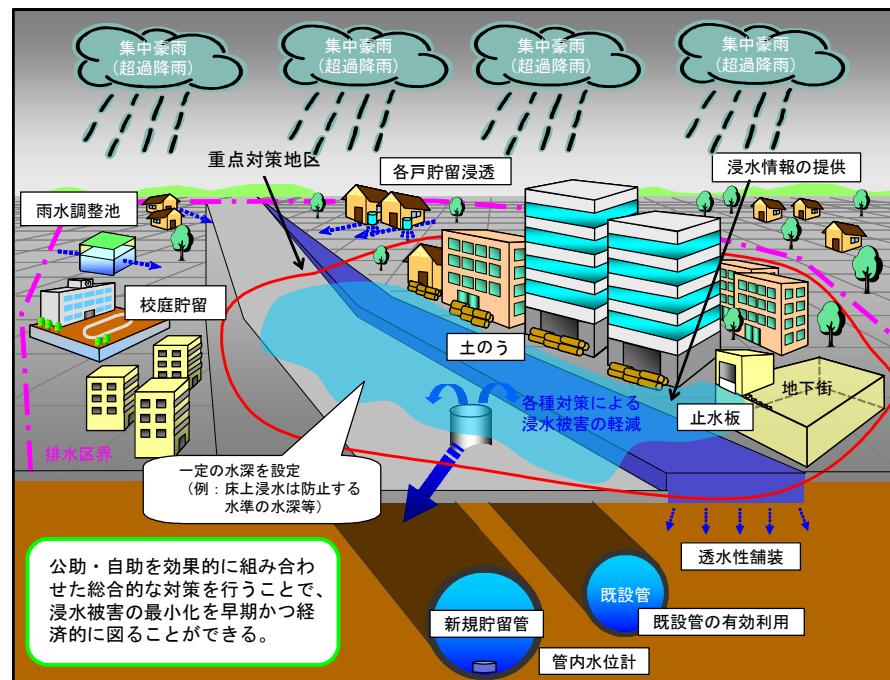 集中豪雨
（超過降雨）
集中豪雨
（超過降雨）
集中豪雨
（超過降雨）
集中豪雨
（超過降雨）
重点対策地区
各戸貯留浸透
浸水情報の提供
雨水調整池
校庭貯留
土のう
地下街
各種対策による
浸水被害の軽減
止水板
排水区界
一定の水深を設定
（例：床上浸水は防止する
水準の水深等）
透水性舗装
公助・自助を効果的に組み合わ
せた総合的な対策を行うことで、
浸水被害の最小化を早期かつ経
済的に図ることができる。
既設管
新規貯留管
既設管の有効利用
管内水位計